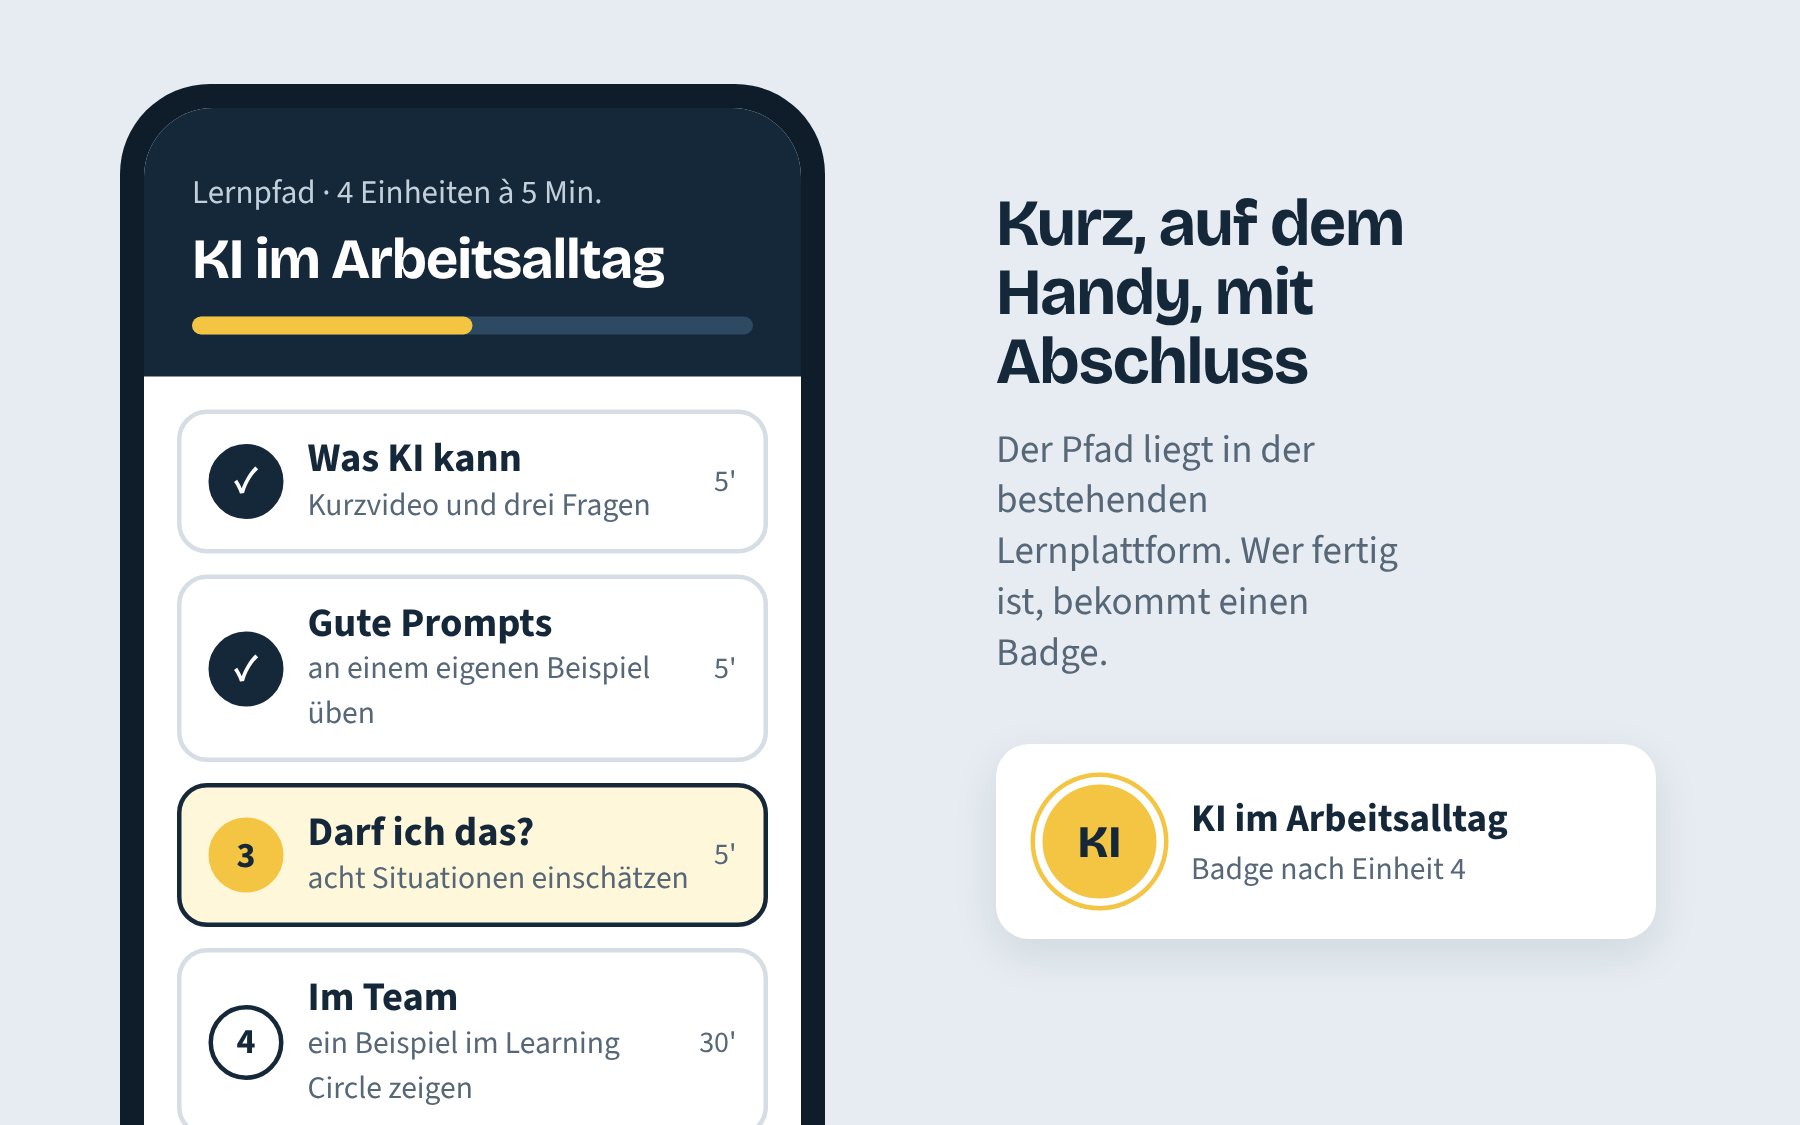 Lernpfad · 4 Einheiten à 5 Min.
KI im Arbeitsalltag
✓
Was KI kann
Kurzvideo und drei Fragen
5'
✓
Gute Prompts
an einem eigenen Beispiel
üben
5'
3
Darf ich das?
acht Situationen einschätzen
5'
4
Im Team
ein Beispiel im Learning
Circle zeigen
30'
Kurz, auf dem
Handy, mit
Abschluss
Der Pfad liegt in der
bestehenden
Lernplattform. Wer fertig
ist, bekommt einen
Badge.
KI
KI im Arbeitsalltag
Badge nach Einheit 4